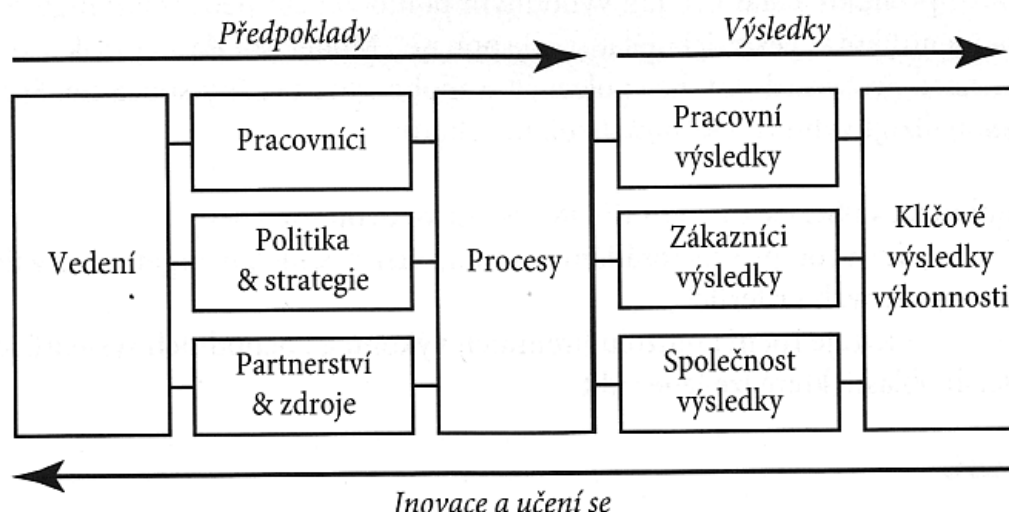 Předpoklady
Výsledky
Vedení
Pracovníci
Politika
& strategie
Partnerství
& zdroje
Procesy
Pracovní
výsledky
Zákazníci
výsledky
Společnost
výsledky
Klíčové
výsledky
výkonnosti
Inovace a učení se